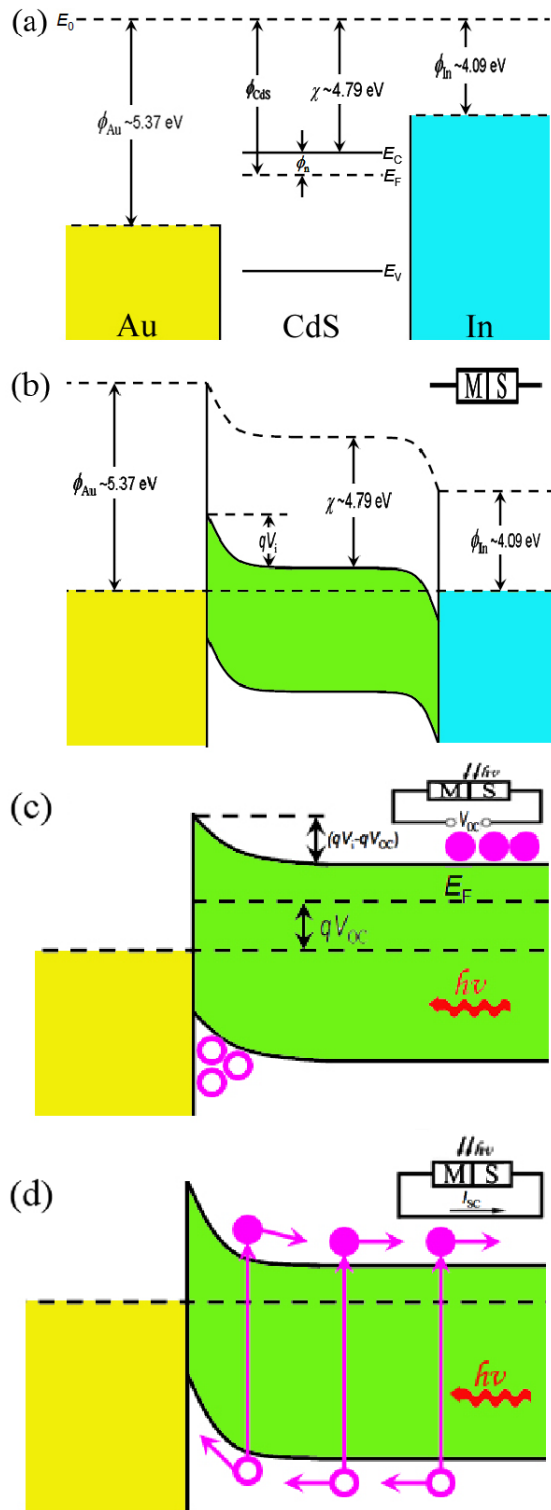 (a)
E₀
ϕAu ~5.37 eV
ϕCdS
χ ~4.79 eV
ϕIn ~4.09 eV
ϕn
EC
EF
EV
Au
CdS
In
(b)
M S
ϕAu ~5.37 eV
qVi
χ ~4.79 eV
ϕIn ~4.09 eV
(c)
hν
M S
VOC
(qVi-qVOC)
EF
qVOC
hν
(d)
hν
M S
ISC
hν